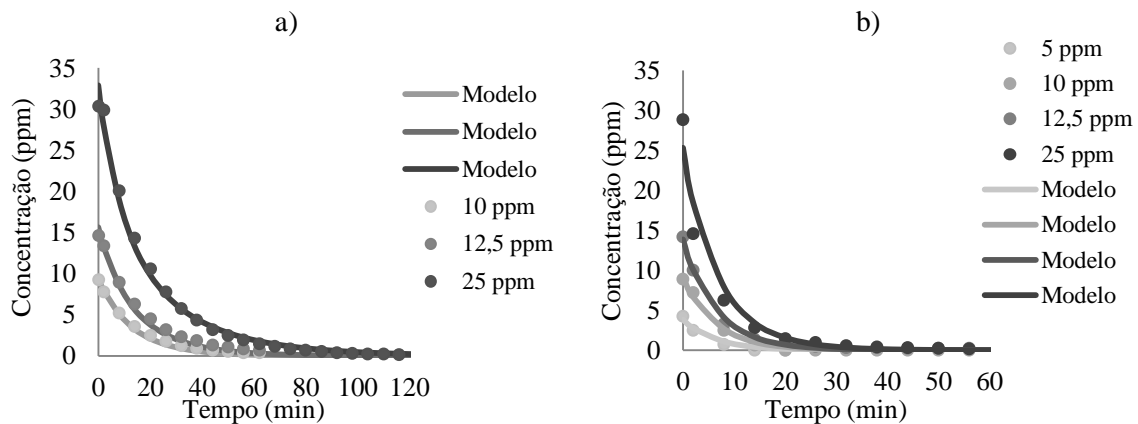 a)
35
30
25
20
15
10
5
0
Concentração (ppm)
0 20 40 60 80 100 120
Tempo (min)
Modelo
Modelo
Modelo
10 ppm
12,5 ppm
25 ppm
b)
35
30
25
20
15
10
5
0
Concentração (ppm)
0 10 20 30 40 50 60
Tempo (min)
5 ppm
10 ppm
12,5 ppm
25 ppm
Modelo
Modelo
Modelo
Modelo